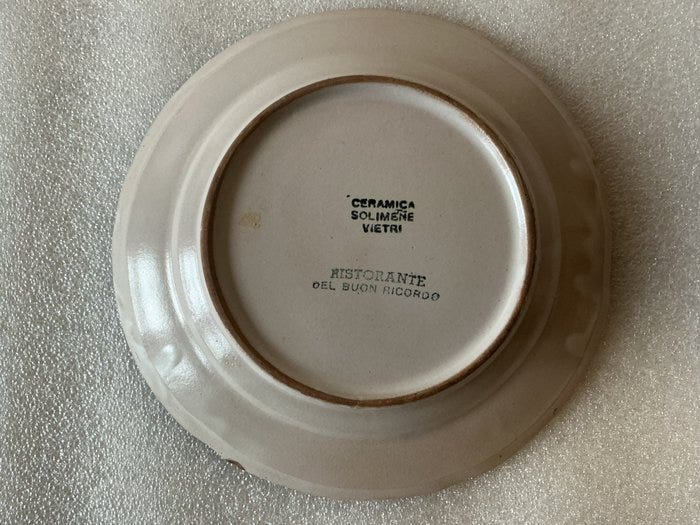 CERAMICA
SOLIMENE
VIETRI
RISTORANTE
DEL BUON RICORDO